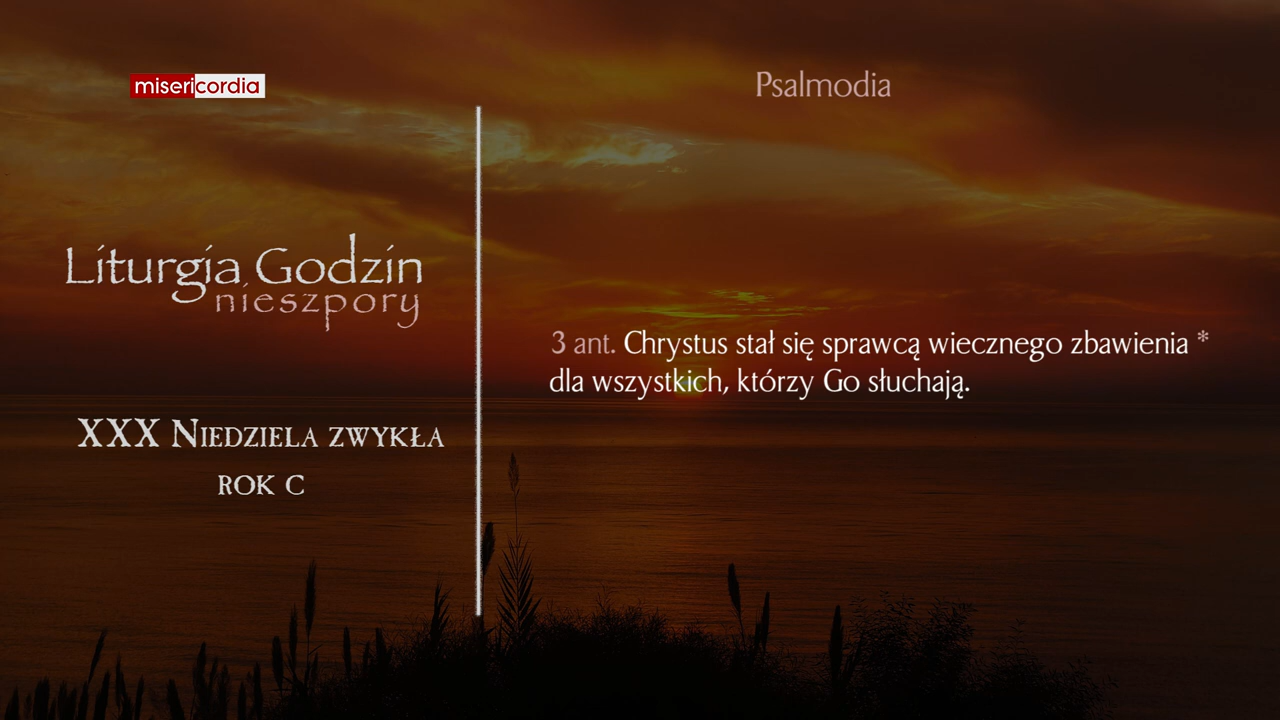 misericordia
Psalmodia
Liturgia Godzin
nieszpory
3 ant. Chrystus stał się sprawcą wiecznego zbawienia *
dla wszystkich, którzy Go słuchają.
XXX Niedziela zwykła
rok C